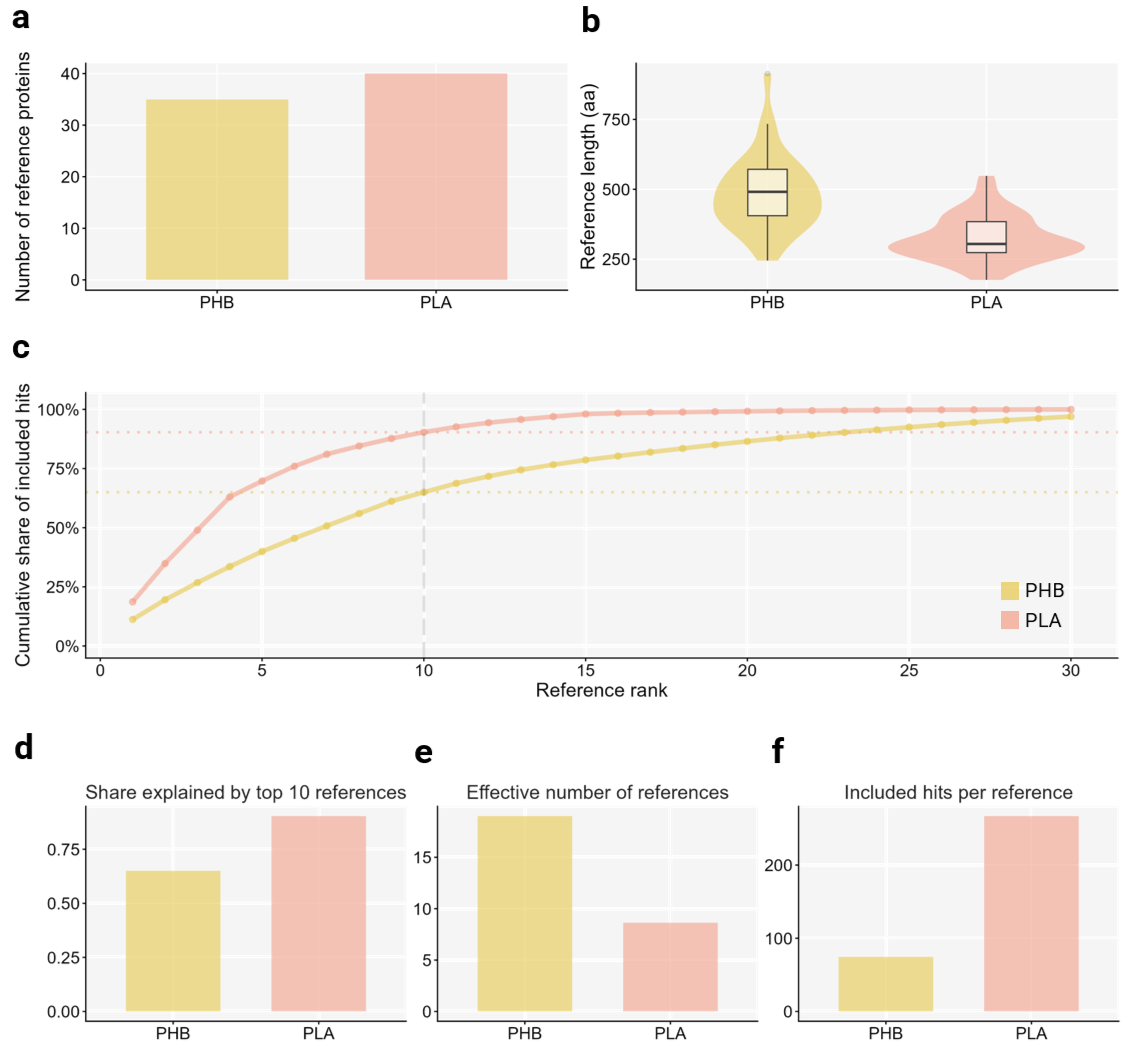 a
Number of reference proteins
40
30
20
10
0
PHB
PLA
b
Reference length (aa)
750
500
250
PHB
PLA
c
Cumulative share of included hits
100%
75%
50%
25%
0%
0
5
10
15
20
25
30
Reference rank
PHB
PLA
d
Share explained by top 10 references
0.75
0.50
0.25
0.00
PHB
PLA
e
Effective number of references
15
10
5
0
PHB
PLA
f
Included hits per reference
200
100
0
PHB
PLA